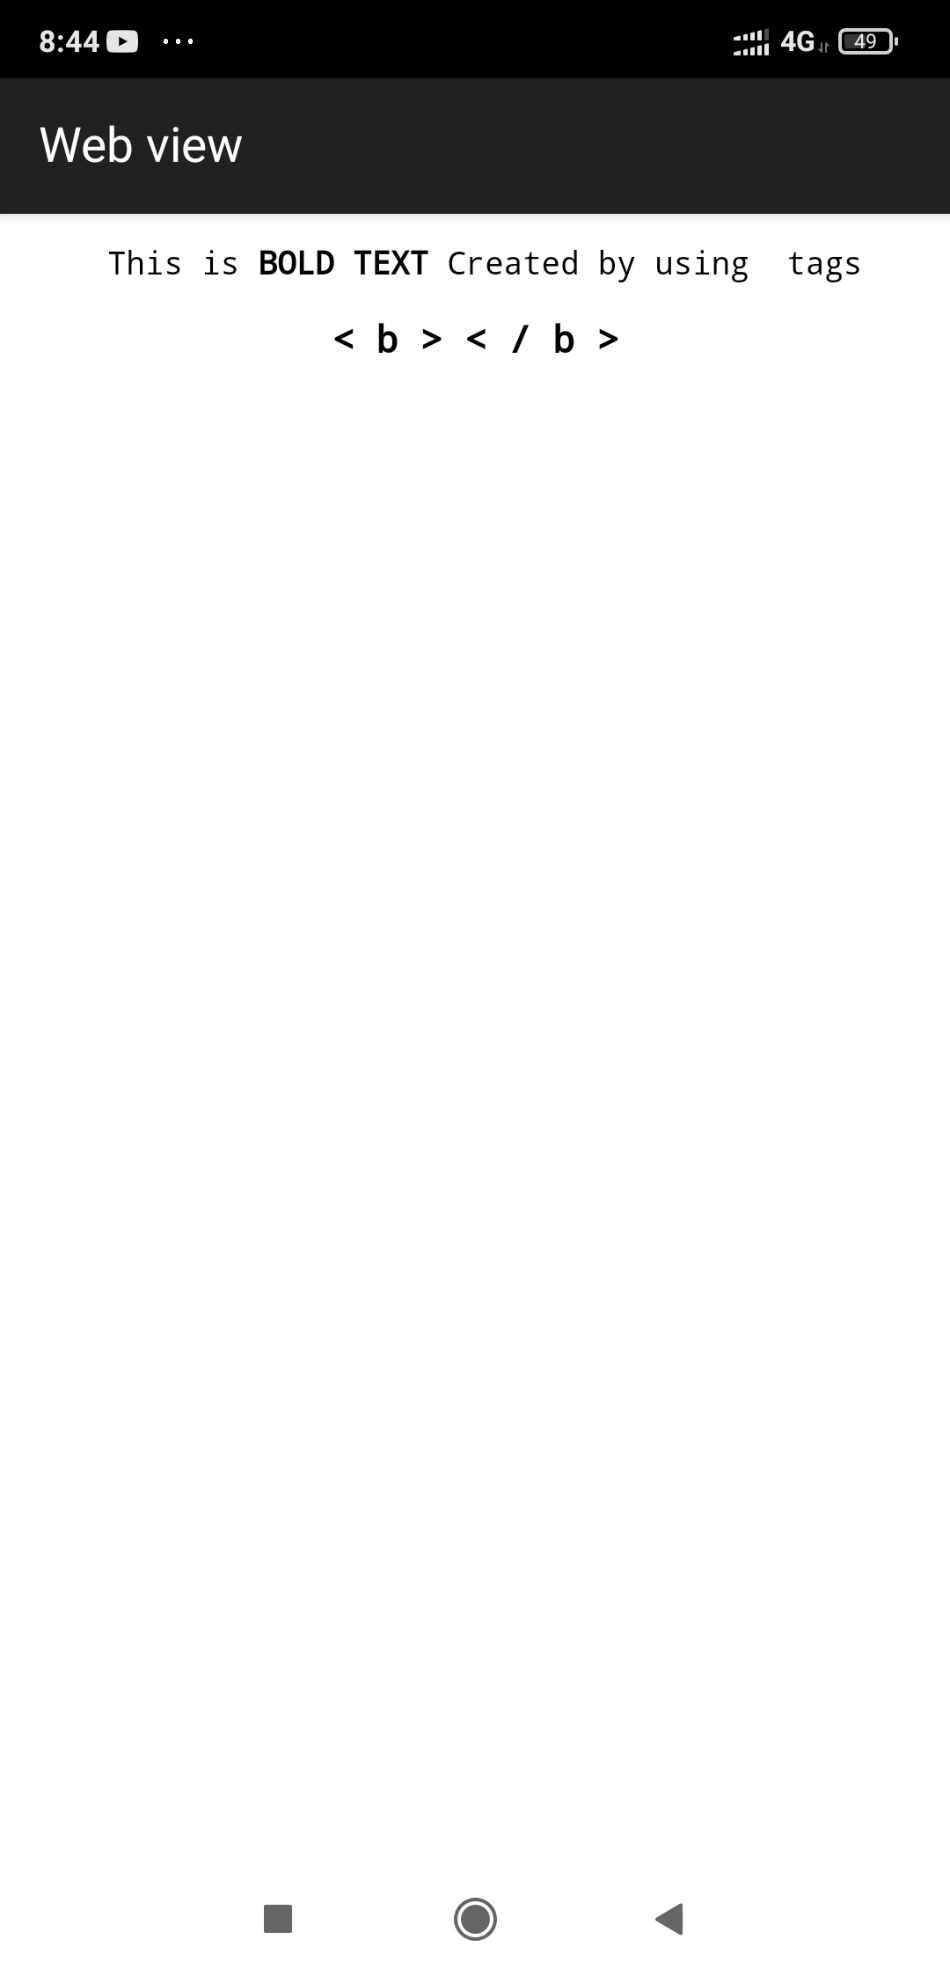 8:44 ... 4G 49
Web view
This is BOLD TEXT Created by using  tags
< b > < / b >